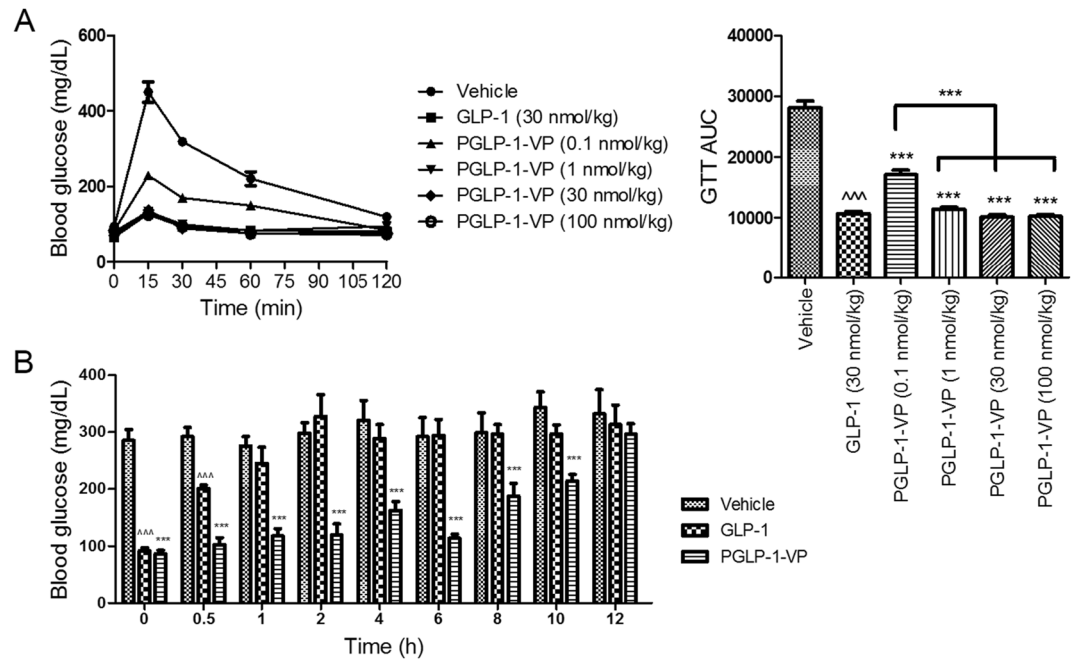 A
Blood glucose (mg/dL)
600
400
200
0
0 15 30 45 60 75 90 105 120
Time (min)
Vehicle
GLP-1 (30 nmol/kg)
PGLP-1-VP (0.1 nmol/kg)
PGLP-1-VP (1 nmol/kg)
PGLP-1-VP (30 nmol/kg)
PGLP-1-VP (100 nmol/kg)
GTT AUC
50000
40000
30000
20000
10000
0
***
^^^
***
***
***
***
Vehicle
GLP-1 (30 nmol/kg)
PGLP-1-VP (0.1 nmol/kg)
PGLP-1-VP (1 nmol/kg)
PGLP-1-VP (30 nmol/kg)
PGLP-1-VP (100 nmol/kg)
B
Blood glucose (mg/dL)
400
300
200
100
0
^^^
***
^^^
***
***
***
***
***
***
***
0 0.5 1 2 4 6 8 10 12
Time (h)
Vehicle
GLP-1
PGLP-1-VP